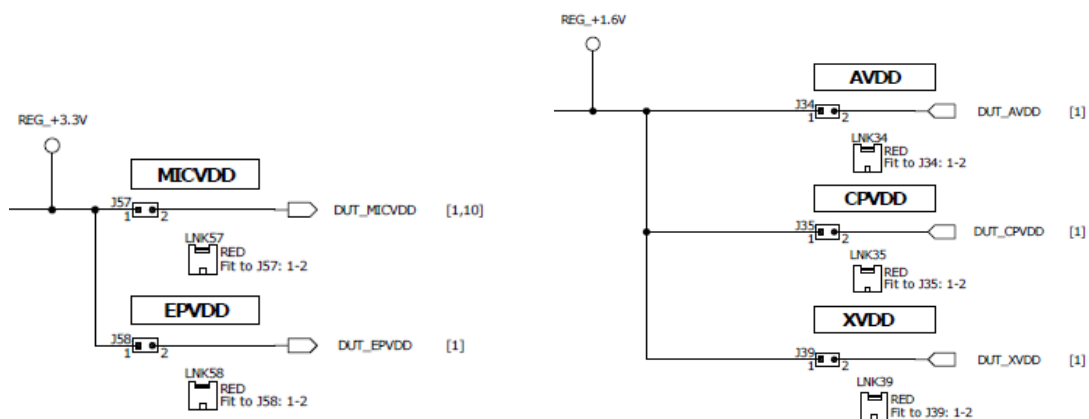 REG_+3.3V
MICVDD
J57
1 2
DUT_MICVDD [1,10]
LNK57
RED
Fit to J57: 1-2
EPVDD
J58
1 2
DUT_EPVDD [1]
LNK58
RED
Fit to J58: 1-2
REG_+1.6V
AVDD
J34
1 2
DUT_AVDD [1]
LNK34
RED
Fit to J34: 1-2
CPVDD
J35
1 2
DUT_CPVDD [1]
LNK35
RED
Fit to J35: 1-2
XVDD
J39
1 2
DUT_XVDD [1]
LNK39
RED
Fit to J39: 1-2